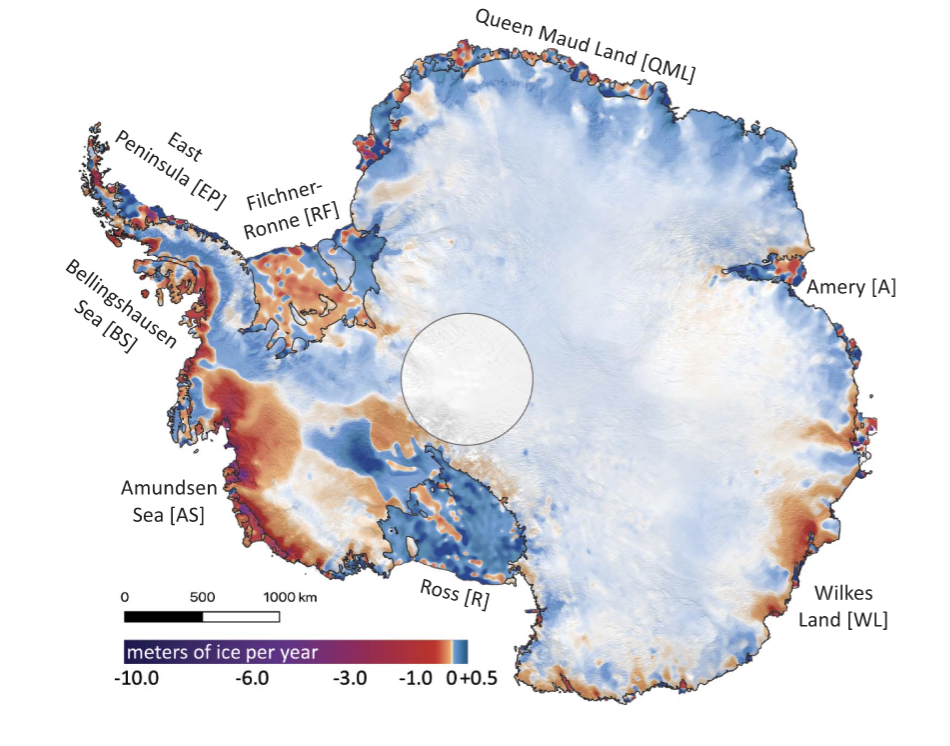 Queen Maud Land [QML]
East
Peninsula [EP]
Filchner-
Ronne [RF]
Bellingshausen
Sea [BS]
Amery [A]
Amundsen
Sea [AS]
Ross [R]
Wilkes
Land [WL]
0 500 1000 km
meters of ice per year
-10.0 -6.0 -3.0 -1.0 0 +0.5